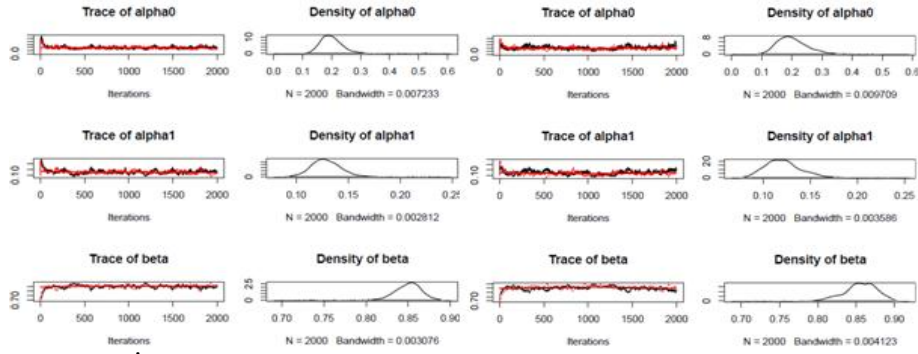 Trace of alpha0 Density of alpha0 Trace of alpha0 Density of alpha0
0.0 0 10 0.0 0 8
0 500 1000 1500 2000 0.0 0.1 0.2 0.3 0.4 0.5 0.6 0 500 1000 1500 2000 0.0 0.1 0.2 0.3 0.4 0.5 0.6
Iterations N = 2000 Bandwidth = 0.007233 Iterations N = 2000 Bandwidth = 0.009709
Trace of alpha1 Density of alpha1 Trace of alpha1 Density of alpha1
0.10 0 0.10 0 20
0 500 1000 1500 2000 0.10 0.15 0.20 0.25 0 500 1000 1500 2000 0.10 0.15 0.20 0.25
Iterations N = 2000 Bandwidth = 0.002812 Iterations N = 2000 Bandwidth = 0.003586
Trace of beta Density of beta Trace of beta Density of beta
0.70 0 25 0.70 0
0 500 1000 1500 2000 0.70 0.75 0.80 0.85 0.90 0 500 1000 1500 2000 0.70 0.75 0.80 0.85 0.90
Iterations N = 2000 Bandwidth = 0.003076 Iterations N = 2000 Bandwidth = 0.004123